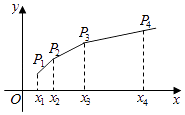 P₄
P₃
P₂
P₁
O x₁ x₂ x₃ x₄ x